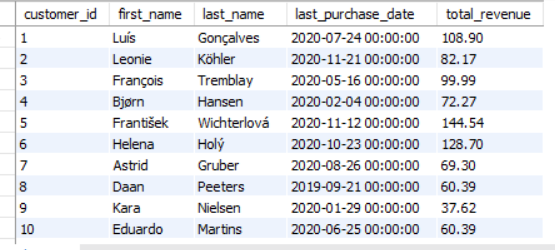 customer_id first_name last_name last_purchase_date total_revenue
1 Luís Gonçalves 2020-07-24 00:00:00 108.90
2 Leonie Köhler 2020-11-21 00:00:00 82.17
3 François Tremblay 2020-05-16 00:00:00 99.99
4 Bjørn Hansen 2020-02-04 00:00:00 72.27
5 František Wichterlová 2020-11-12 00:00:00 144.54
6 Helena Holý 2020-10-23 00:00:00 128.70
7 Astrid Gruber 2020-08-26 00:00:00 69.30
8 Daan Peeters 2019-09-21 00:00:00 60.39
9 Kara Nielsen 2020-01-29 00:00:00 37.62
10 Eduardo Martins 2020-06-25 00:00:00 60.39